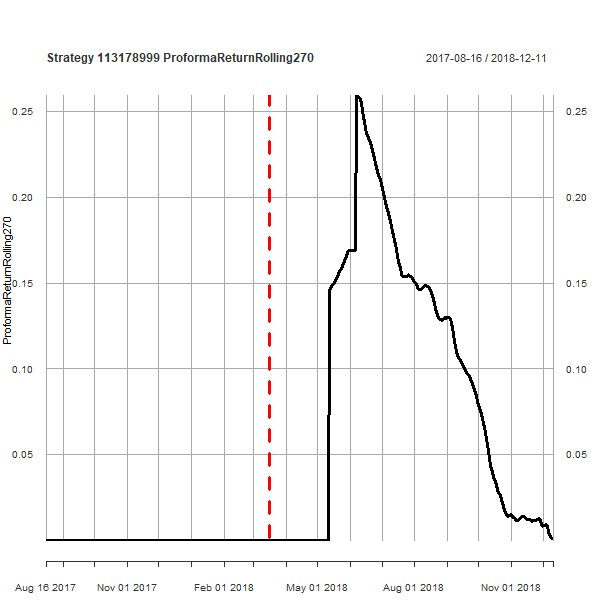 Strategy 113178999 ProformaReturnRolling270
2017-08-16 / 2018-12-11
ProformaReturnRolling270
0.25 0.25
0.20 0.20
0.15 0.15
0.10 0.10
0.05 0.05
Aug 16 2017 Nov 01 2017 Feb 01 2018 May 01 2018 Aug 01 2018 Nov 01 2018